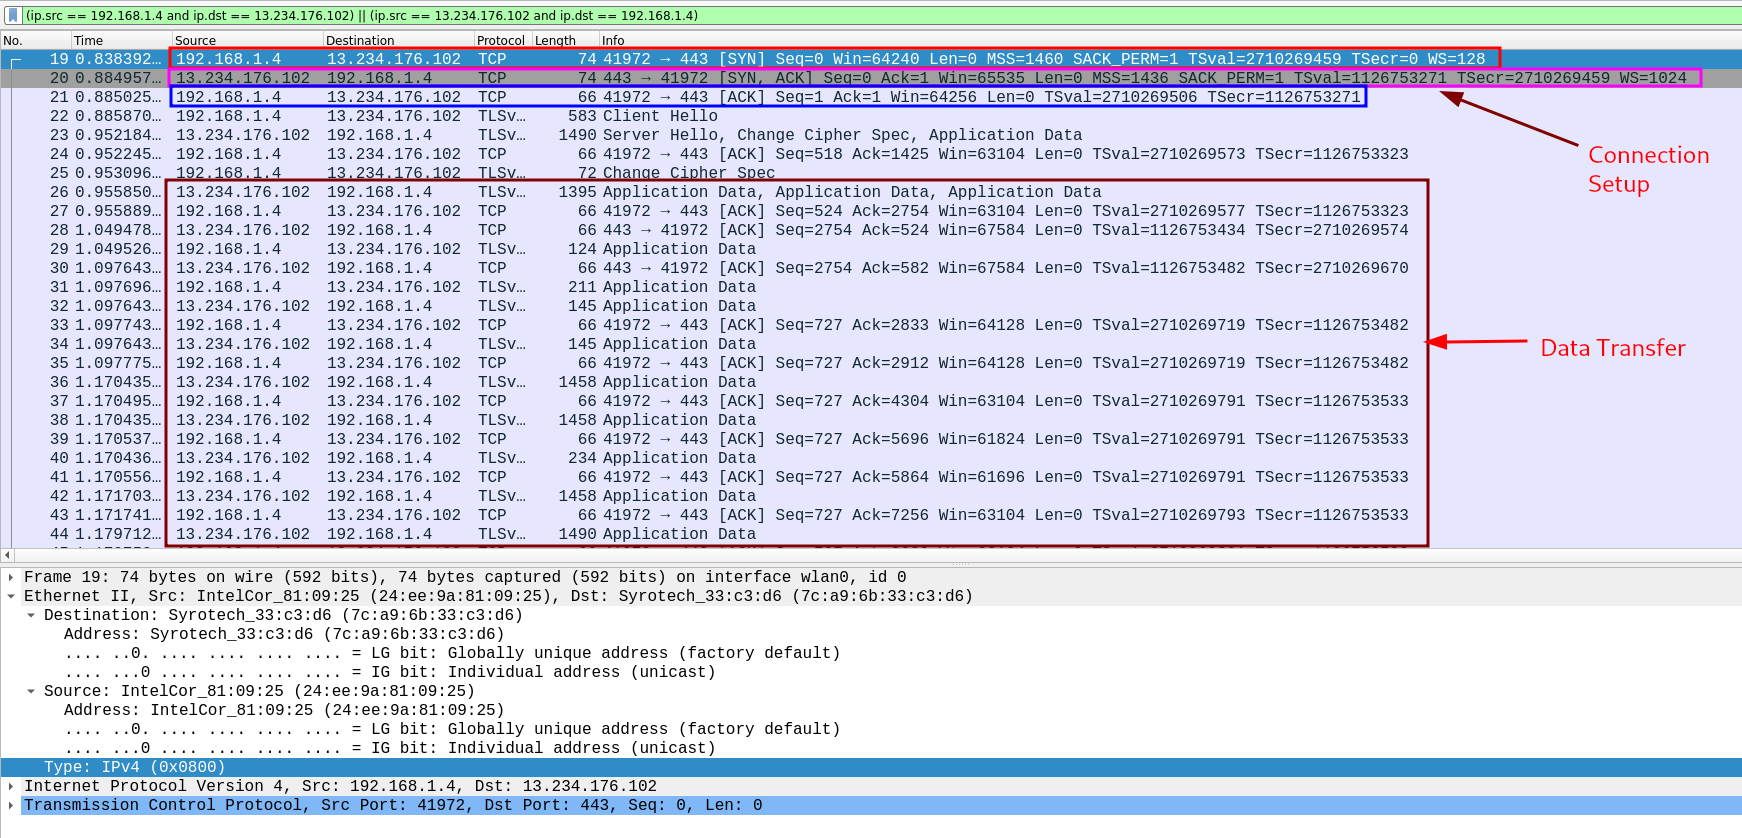 (ip.src == 192.168.1.4 and ip.dst == 13.234.176.102) || (ip.src == 13.234.176.102 and ip.dst == 192.168.1.4)
No. Time Source Destination Protocol Length Info
19 0.838392… 192.168.1.4 13.234.176.102 TCP 74 41972 → 443 [SYN] Seq=0 Win=64240 Len=0 MSS=1460 SACK_PERM=1 TSval=2710269459 TSecr=0 WS=128
20 0.884957… 13.234.176.102 192.168.1.4 TCP 74 443 → 41972 [SYN, ACK] Seq=0 Ack=1 Win=65535 Len=0 MSS=1436 SACK_PERM=1 TSval=1126753271 TSecr=2710269459 WS=1024
21 0.885025… 192.168.1.4 13.234.176.102 TCP 66 41972 → 443 [ACK] Seq=1 Ack=1 Win=64256 Len=0 TSval=2710269506 TSecr=1126753271
22 0.885870… 192.168.1.4 13.234.176.102 TLSv… 583 Client Hello
23 0.952184… 13.234.176.102 192.168.1.4 TLSv… 1490 Server Hello, Change Cipher Spec, Application Data
24 0.952245… 192.168.1.4 13.234.176.102 TCP 66 41972 → 443 [ACK] Seq=518 Ack=1425 Win=63104 Len=0 TSval=2710269573 TSecr=1126753323
25 0.953096… 192.168.1.4 13.234.176.102 TLSv… 72 Change Cipher Spec
26 0.955850… 13.234.176.102 192.168.1.4 TLSv… 1395 Application Data, Application Data, Application Data
27 0.955889… 192.168.1.4 13.234.176.102 TCP 66 41972 → 443 [ACK] Seq=524 Ack=2754 Win=63104 Len=0 TSval=2710269577 TSecr=1126753323
28 1.049478… 13.234.176.102 192.168.1.4 TCP 66 443 → 41972 [ACK] Seq=2754 Ack=524 Win=67584 Len=0 TSval=1126753434 TSecr=2710269574
29 1.049526… 192.168.1.4 13.234.176.102 TLSv… 124 Application Data
30 1.097643… 13.234.176.102 192.168.1.4 TCP 66 443 → 41972 [ACK] Seq=2754 Ack=582 Win=67584 Len=0 TSval=1126753482 TSecr=2710269670
31 1.097696… 192.168.1.4 13.234.176.102 TLSv… 211 Application Data
32 1.097643… 13.234.176.102 192.168.1.4 TLSv… 145 Application Data
33 1.097743… 192.168.1.4 13.234.176.102 TCP 66 41972 → 443 [ACK] Seq=727 Ack=2833 Win=64128 Len=0 TSval=2710269719 TSecr=1126753482
34 1.097643… 13.234.176.102 192.168.1.4 TLSv… 145 Application Data
35 1.097775… 192.168.1.4 13.234.176.102 TCP 66 41972 → 443 [ACK] Seq=727 Ack=2912 Win=64128 Len=0 TSval=2710269719 TSecr=1126753482
36 1.170435… 13.234.176.102 192.168.1.4 TLSv… 1458 Application Data
37 1.170495… 192.168.1.4 13.234.176.102 TCP 66 41972 → 443 [ACK] Seq=727 Ack=4304 Win=63104 Len=0 TSval=2710269791 TSecr=1126753533
38 1.170435… 13.234.176.102 192.168.1.4 TLSv… 1458 Application Data
39 1.170537… 192.168.1.4 13.234.176.102 TCP 66 41972 → 443 [ACK] Seq=727 Ack=5696 Win=61824 Len=0 TSval=2710269791 TSecr=1126753533
40 1.170436… 13.234.176.102 192.168.1.4 TLSv… 234 Application Data
41 1.170556… 192.168.1.4 13.234.176.102 TCP 66 41972 → 443 [ACK] Seq=727 Ack=5864 Win=61696 Len=0 TSval=2710269791 TSecr=1126753533
42 1.171703… 13.234.176.102 192.168.1.4 TLSv… 1458 Application Data
43 1.171741… 192.168.1.4 13.234.176.102 TCP 66 41972 → 443 [ACK] Seq=727 Ack=7256 Win=63104 Len=0 TSval=2710269793 TSecr=1126753533
44 1.179712… 13.234.176.102 192.168.1.4 TLSv… 1490 Application Data
Connection
Setup
Data Transfer
Frame 19: 74 bytes on wire (592 bits), 74 bytes captured (592 bits) on interface wlan0, id 0
Ethernet II, Src: IntelCor_81:09:25 (24:ee:9a:81:09:25), Dst: Syrotech_33:c3:d6 (7c:a9:6b:33:c3:d6)
Destination: Syrotech_33:c3:d6 (7c:a9:6b:33:c3:d6)
Address: Syrotech_33:c3:d6 (7c:a9:6b:33:c3:d6)
.... ..0. .... .... .... .... = LG bit: Globally unique address (factory default)
.... ...0 .... .... .... .... = IG bit: Individual address (unicast)
Source: IntelCor_81:09:25 (24:ee:9a:81:09:25)
Address: IntelCor_81:09:25 (24:ee:9a:81:09:25)
.... ..0. .... .... .... .... = LG bit: Globally unique address (factory default)
.... ...0 .... .... .... .... = IG bit: Individual address (unicast)
Type: IPv4 (0x0800)
Internet Protocol Version 4, Src: 192.168.1.4, Dst: 13.234.176.102
Transmission Control Protocol, Src Port: 41972, Dst Port: 443, Seq: 0, Len: 0